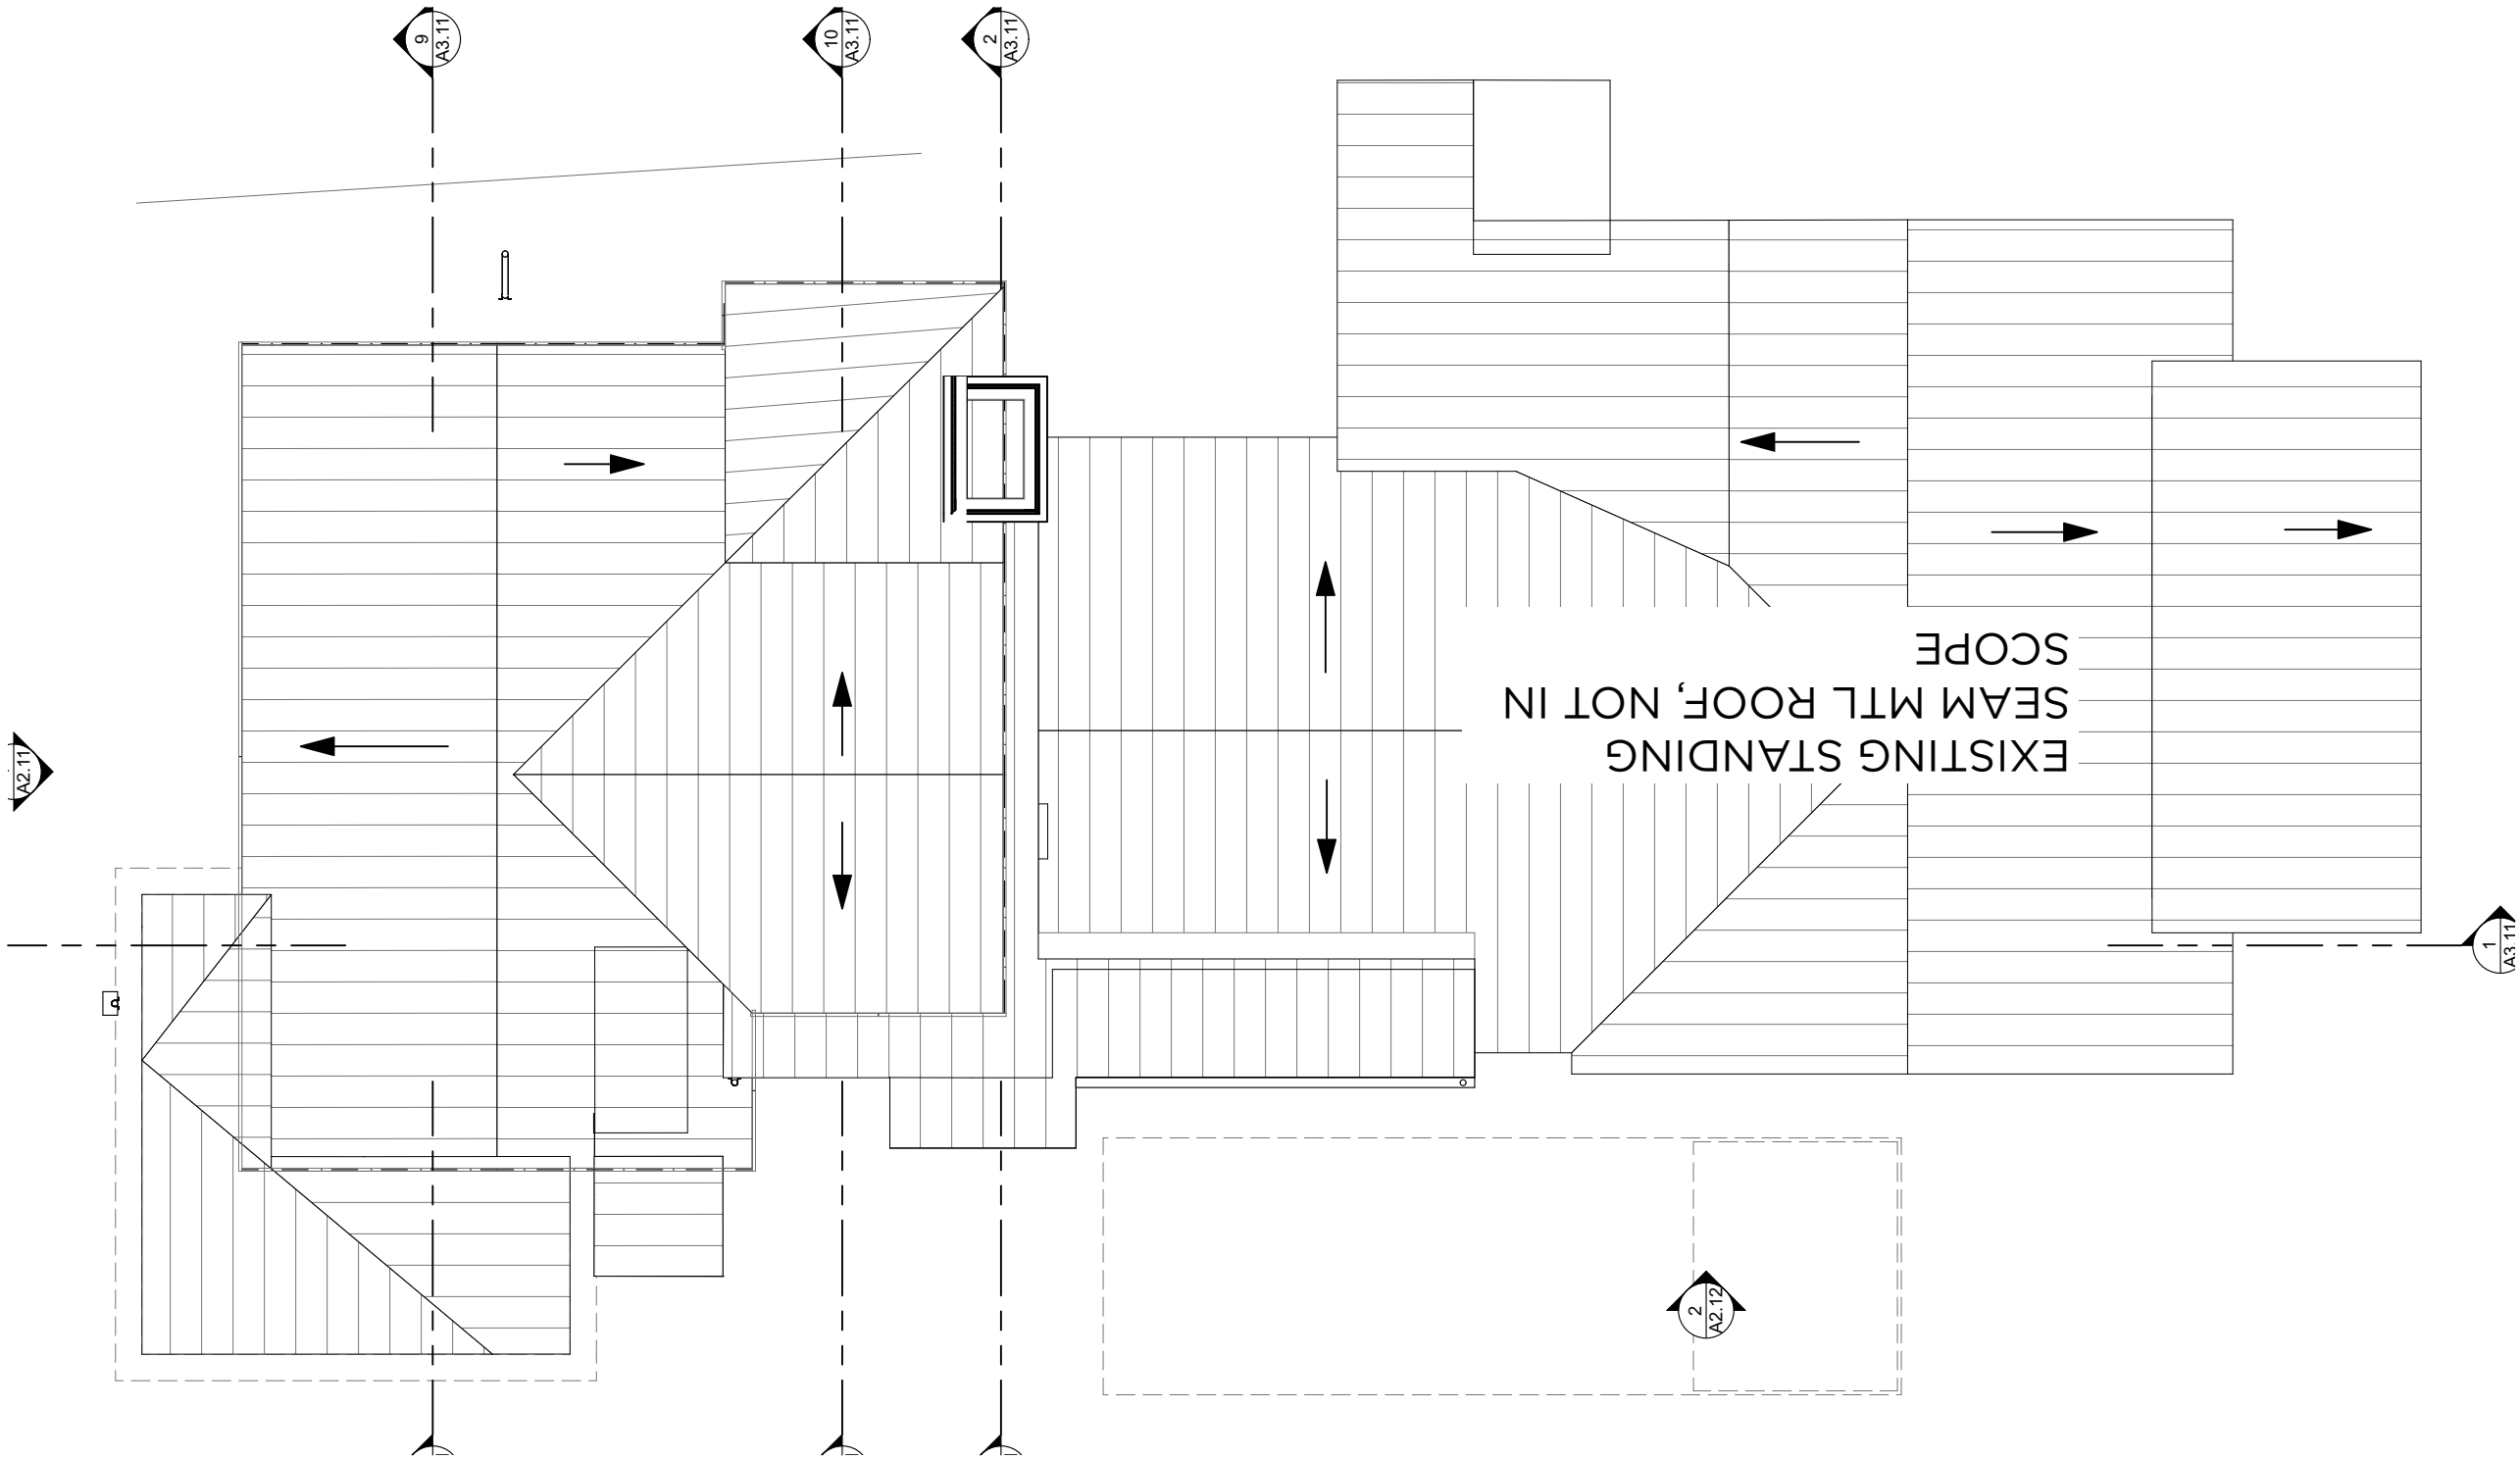 9
A3.11
10
A3.11
2
A3.11
EXISTING STANDING
SEAM MTL ROOF, NOT IN
SCOPE
A2.11
1
A3.11
2
A2.12